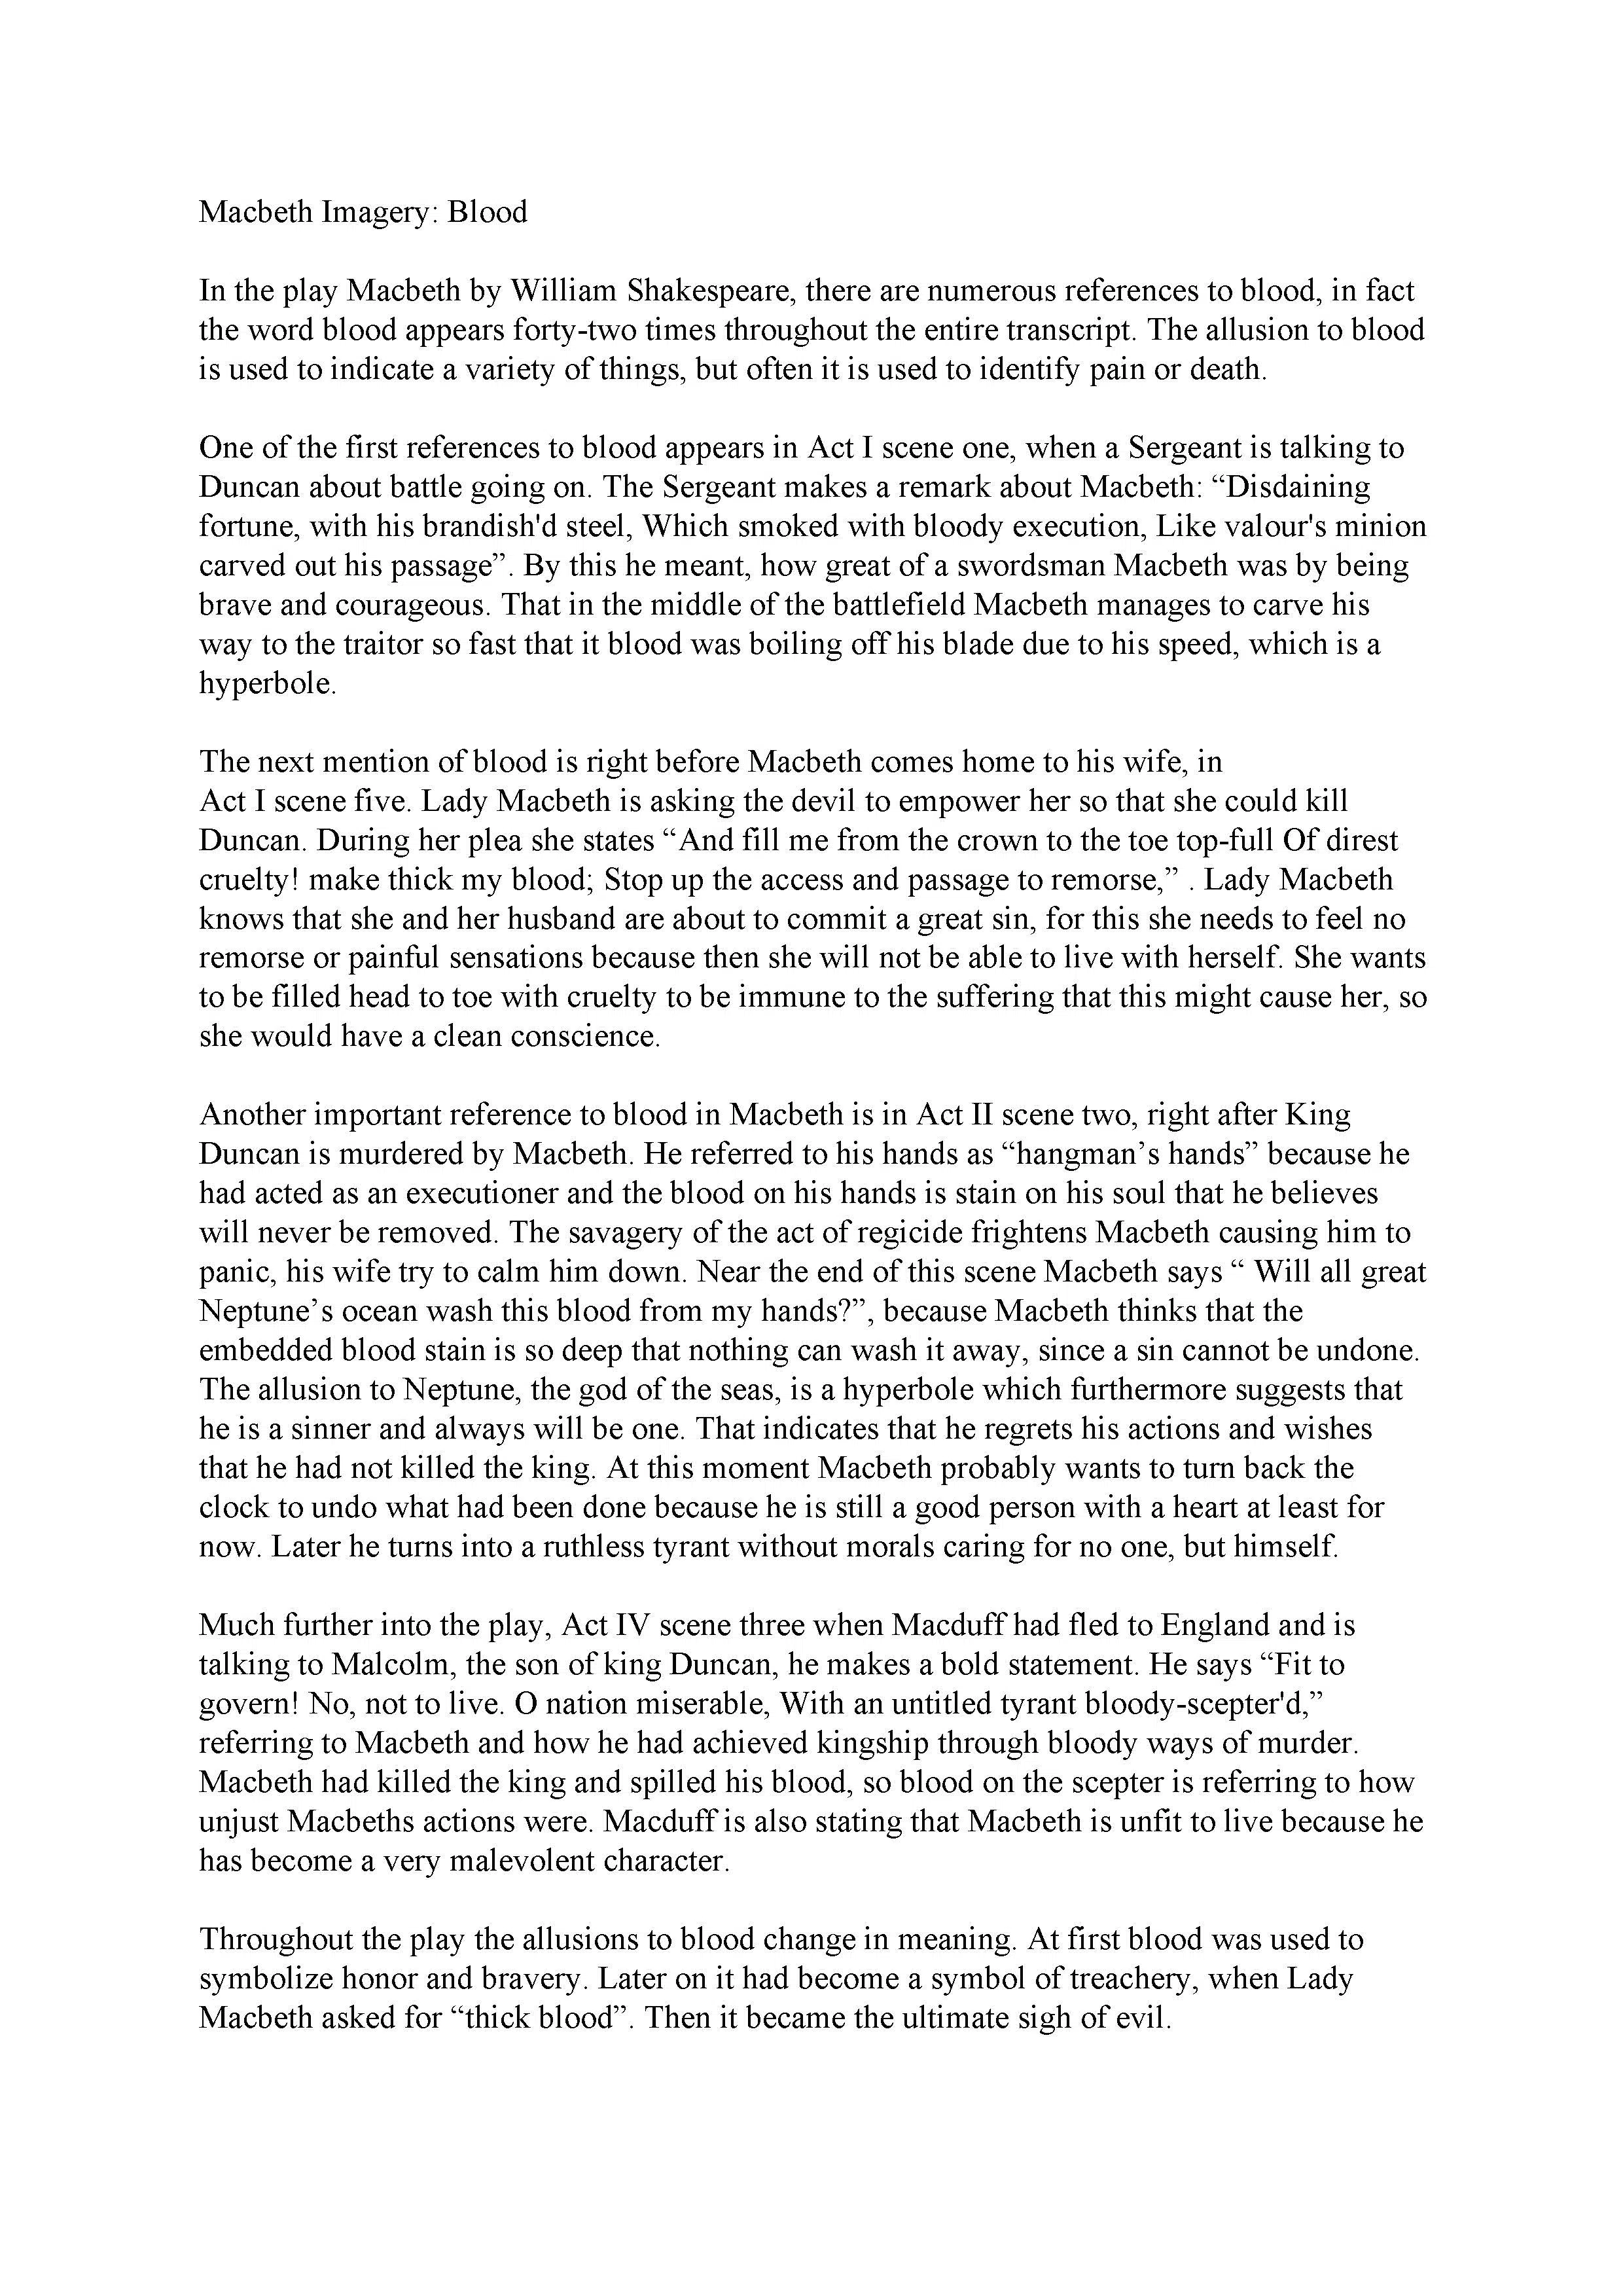 Macbeth Imagery: Blood
In the play Macbeth by William Shakespeare, there are numerous references to blood, in fact
the word blood appears forty-two times throughout the entire transcript. The allusion to blood
is used to indicate a variety of things, but often it is used to identify pain or death.
One of the first references to blood appears in Act I scene one, when a Sergeant is talking to
Duncan about battle going on. The Sergeant makes a remark about Macbeth: “Disdaining
fortune, with his brandish'd steel, Which smoked with bloody execution, Like valour's minion
carved out his passage”. By this he meant, how great of a swordsman Macbeth was by being
brave and courageous. That in the middle of the battlefield Macbeth manages to carve his
way to the traitor so fast that it blood was boiling off his blade due to his speed, which is a
hyperbole.
The next mention of blood is right before Macbeth comes home to his wife, in
Act I scene five. Lady Macbeth is asking the devil to empower her so that she could kill
Duncan. During her plea she states “And fill me from the crown to the toe top-full Of direst
cruelty! make thick my blood; Stop up the access and passage to remorse,” . Lady Macbeth
knows that she and her husband are about to commit a great sin, for this she needs to feel no
remorse or painful sensations because then she will not be able to live with herself. She wants
to be filled head to toe with cruelty to be immune to the suffering that this might cause her, so
she would have a clean conscience.
Another important reference to blood in Macbeth is in Act II scene two, right after King
Duncan is murdered by Macbeth. He referred to his hands as “hangman’s hands” because he
had acted as an executioner and the blood on his hands is stain on his soul that he believes
will never be removed. The savagery of the act of regicide frightens Macbeth causing him to
panic, his wife try to calm him down. Near the end of this scene Macbeth says “ Will all great
Neptune’s ocean wash this blood from my hands?”, because Macbeth thinks that the
embedded blood stain is so deep that nothing can wash it away, since a sin cannot be undone.
The allusion to Neptune, the god of the seas, is a hyperbole which furthermore suggests that
he is a sinner and always will be one. That indicates that he regrets his actions and wishes
that he had not killed the king. At this moment Macbeth probably wants to turn back the
clock to undo what had been done because he is still a good person with a heart at least for
now. Later he turns into a ruthless tyrant without morals caring for no one, but himself.
Much further into the play, Act IV scene three when Macduff had fled to England and is
talking to Malcolm, the son of king Duncan, he makes a bold statement. He says “Fit to
govern! No, not to live. O nation miserable, With an untitled tyrant bloody-scepter'd,”
referring to Macbeth and how he had achieved kingship through bloody ways of murder.
Macbeth had killed the king and spilled his blood, so blood on the scepter is referring to how
unjust Macbeths actions were. Macduff is also stating that Macbeth is unfit to live because he
has become a very malevolent character.
Throughout the play the allusions to blood change in meaning. At first blood was used to
symbolize honor and bravery. Later on it had become a symbol of treachery, when Lady
Macbeth asked for “thick blood”. Then it became the ultimate sigh of evil.